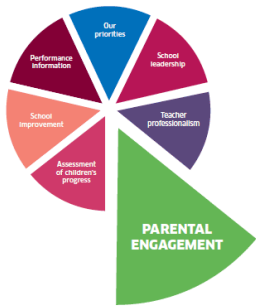 Our
priorities
School
leadership
Teacher
professionalism
PARENTAL
ENGAGEMENT
Assessment
of children's
progress
School
improvement
Performance
information